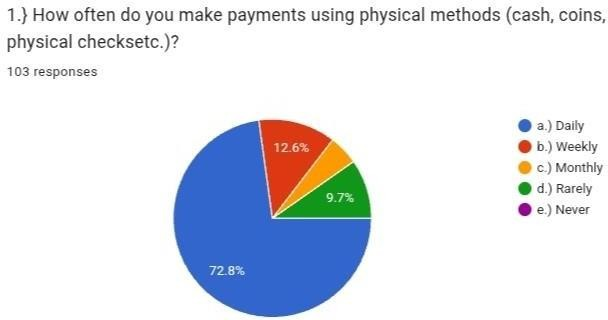 1.} How often do you make payments using physical methods (cash, coins,
physical checksetc.)?
103 responses
12.6%
9.7%
72.8%
a.) Daily
b.) Weekly
c.) Monthly
d.) Rarely
e.) Never